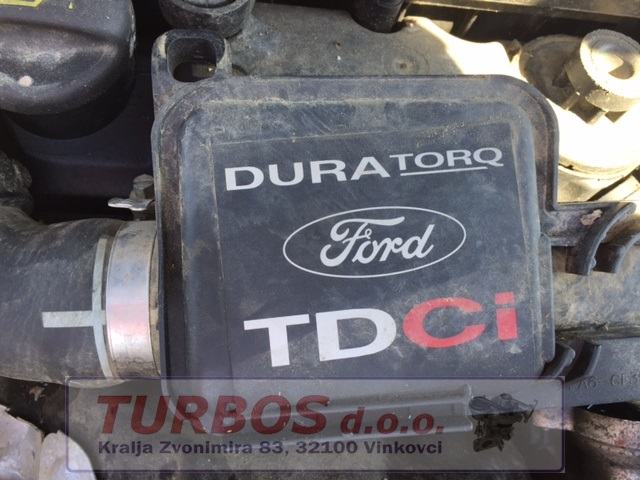 DURATORQ
Ford
TDCi
TURBOS d.o.o.
Kralja Zvonimira 83, 32100 Vinkovci